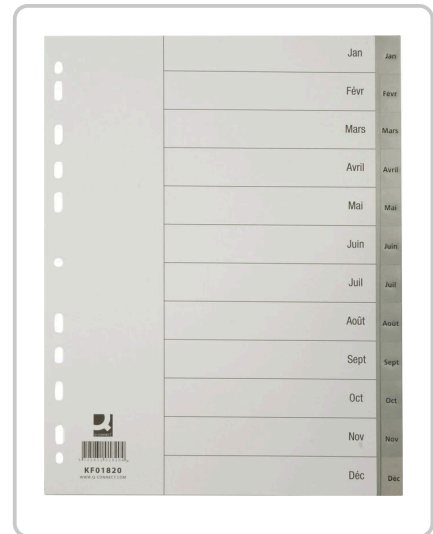 Jan Jan
Févr Févr
Mars Mars
Avril Avril
Mai Mai
Juin Juin
Juil Juil
Août Août
Sept Sept
Oct Oct
Nov Nov
Déc Déc
KF01820
WWW.Q-CONNECT.COM